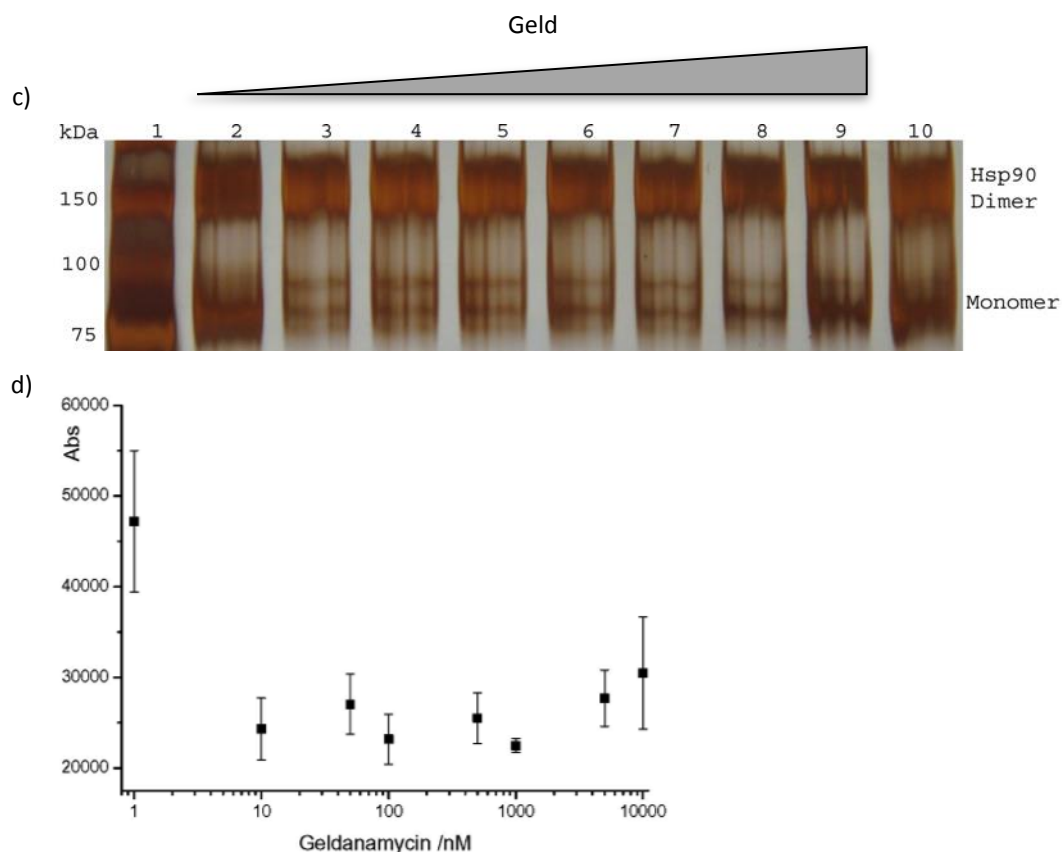 Geld
c)
kDa 1 2 3 4 5 6 7 8 9 10
Hsp90
150 Dimer
100
Monomer
75
d)
60000
Abs
50000
40000
30000
20000
1 10 100 1000 10000
Geldanamycin /nM